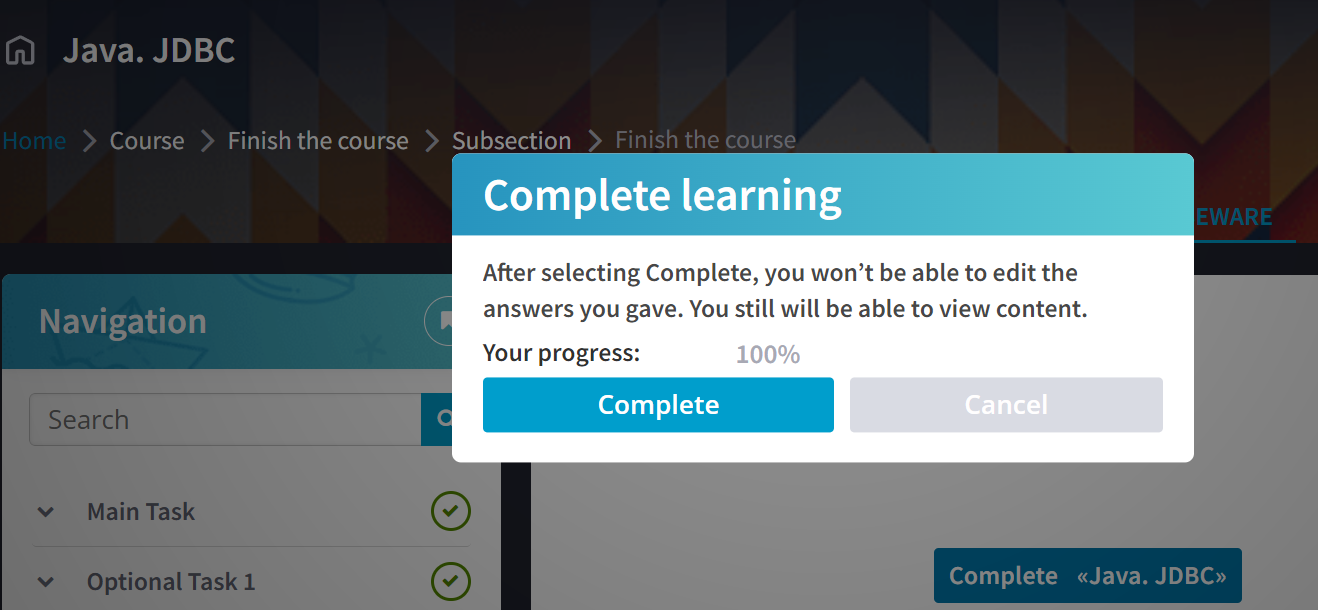 Java. JDBC
Home Course Finish the course Subsection Finish the course
Complete learning
EWARE
After selecting Complete, you won’t be able to edit the
answers you gave. You still will be able to view content.
Your progress: 100%
Complete Cancel
Navigation
Search
Main Task
Optional Task 1
Complete «Java. JDBC»